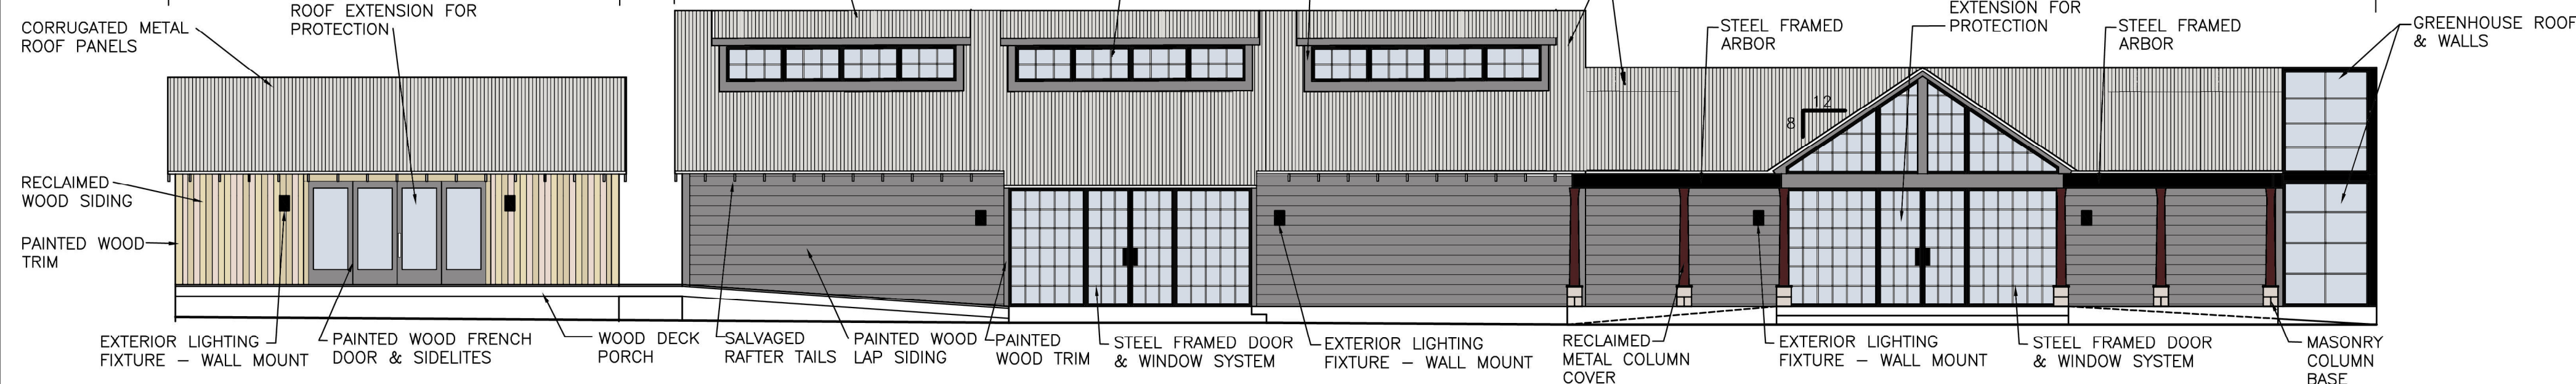 CORRUGATED METAL
ROOF PANELS
ROOF EXTENSION FOR
PROTECTION
STEEL FRAMED
ARBOR
EXTENSION FOR
PROTECTION
STEEL FRAMED
ARBOR
GREENHOUSE ROOF
& WALLS
12
8
RECLAIMED
WOOD SIDING
PAINTED WOOD
TRIM
EXTERIOR LIGHTING
FIXTURE – WALL MOUNT
PAINTED WOOD FRENCH
DOOR & SIDELITES
WOOD DECK
PORCH
SALVAGED
RAFTER TAILS
PAINTED WOOD
LAP SIDING
PAINTED
WOOD TRIM
STEEL FRAMED DOOR
& WINDOW SYSTEM
EXTERIOR LIGHTING
FIXTURE – WALL MOUNT
RECLAIMED
METAL COLUMN
COVER
EXTERIOR LIGHTING
FIXTURE – WALL MOUNT
STEEL FRAMED DOOR
& WINDOW SYSTEM
MASONRY
COLUMN
BASE